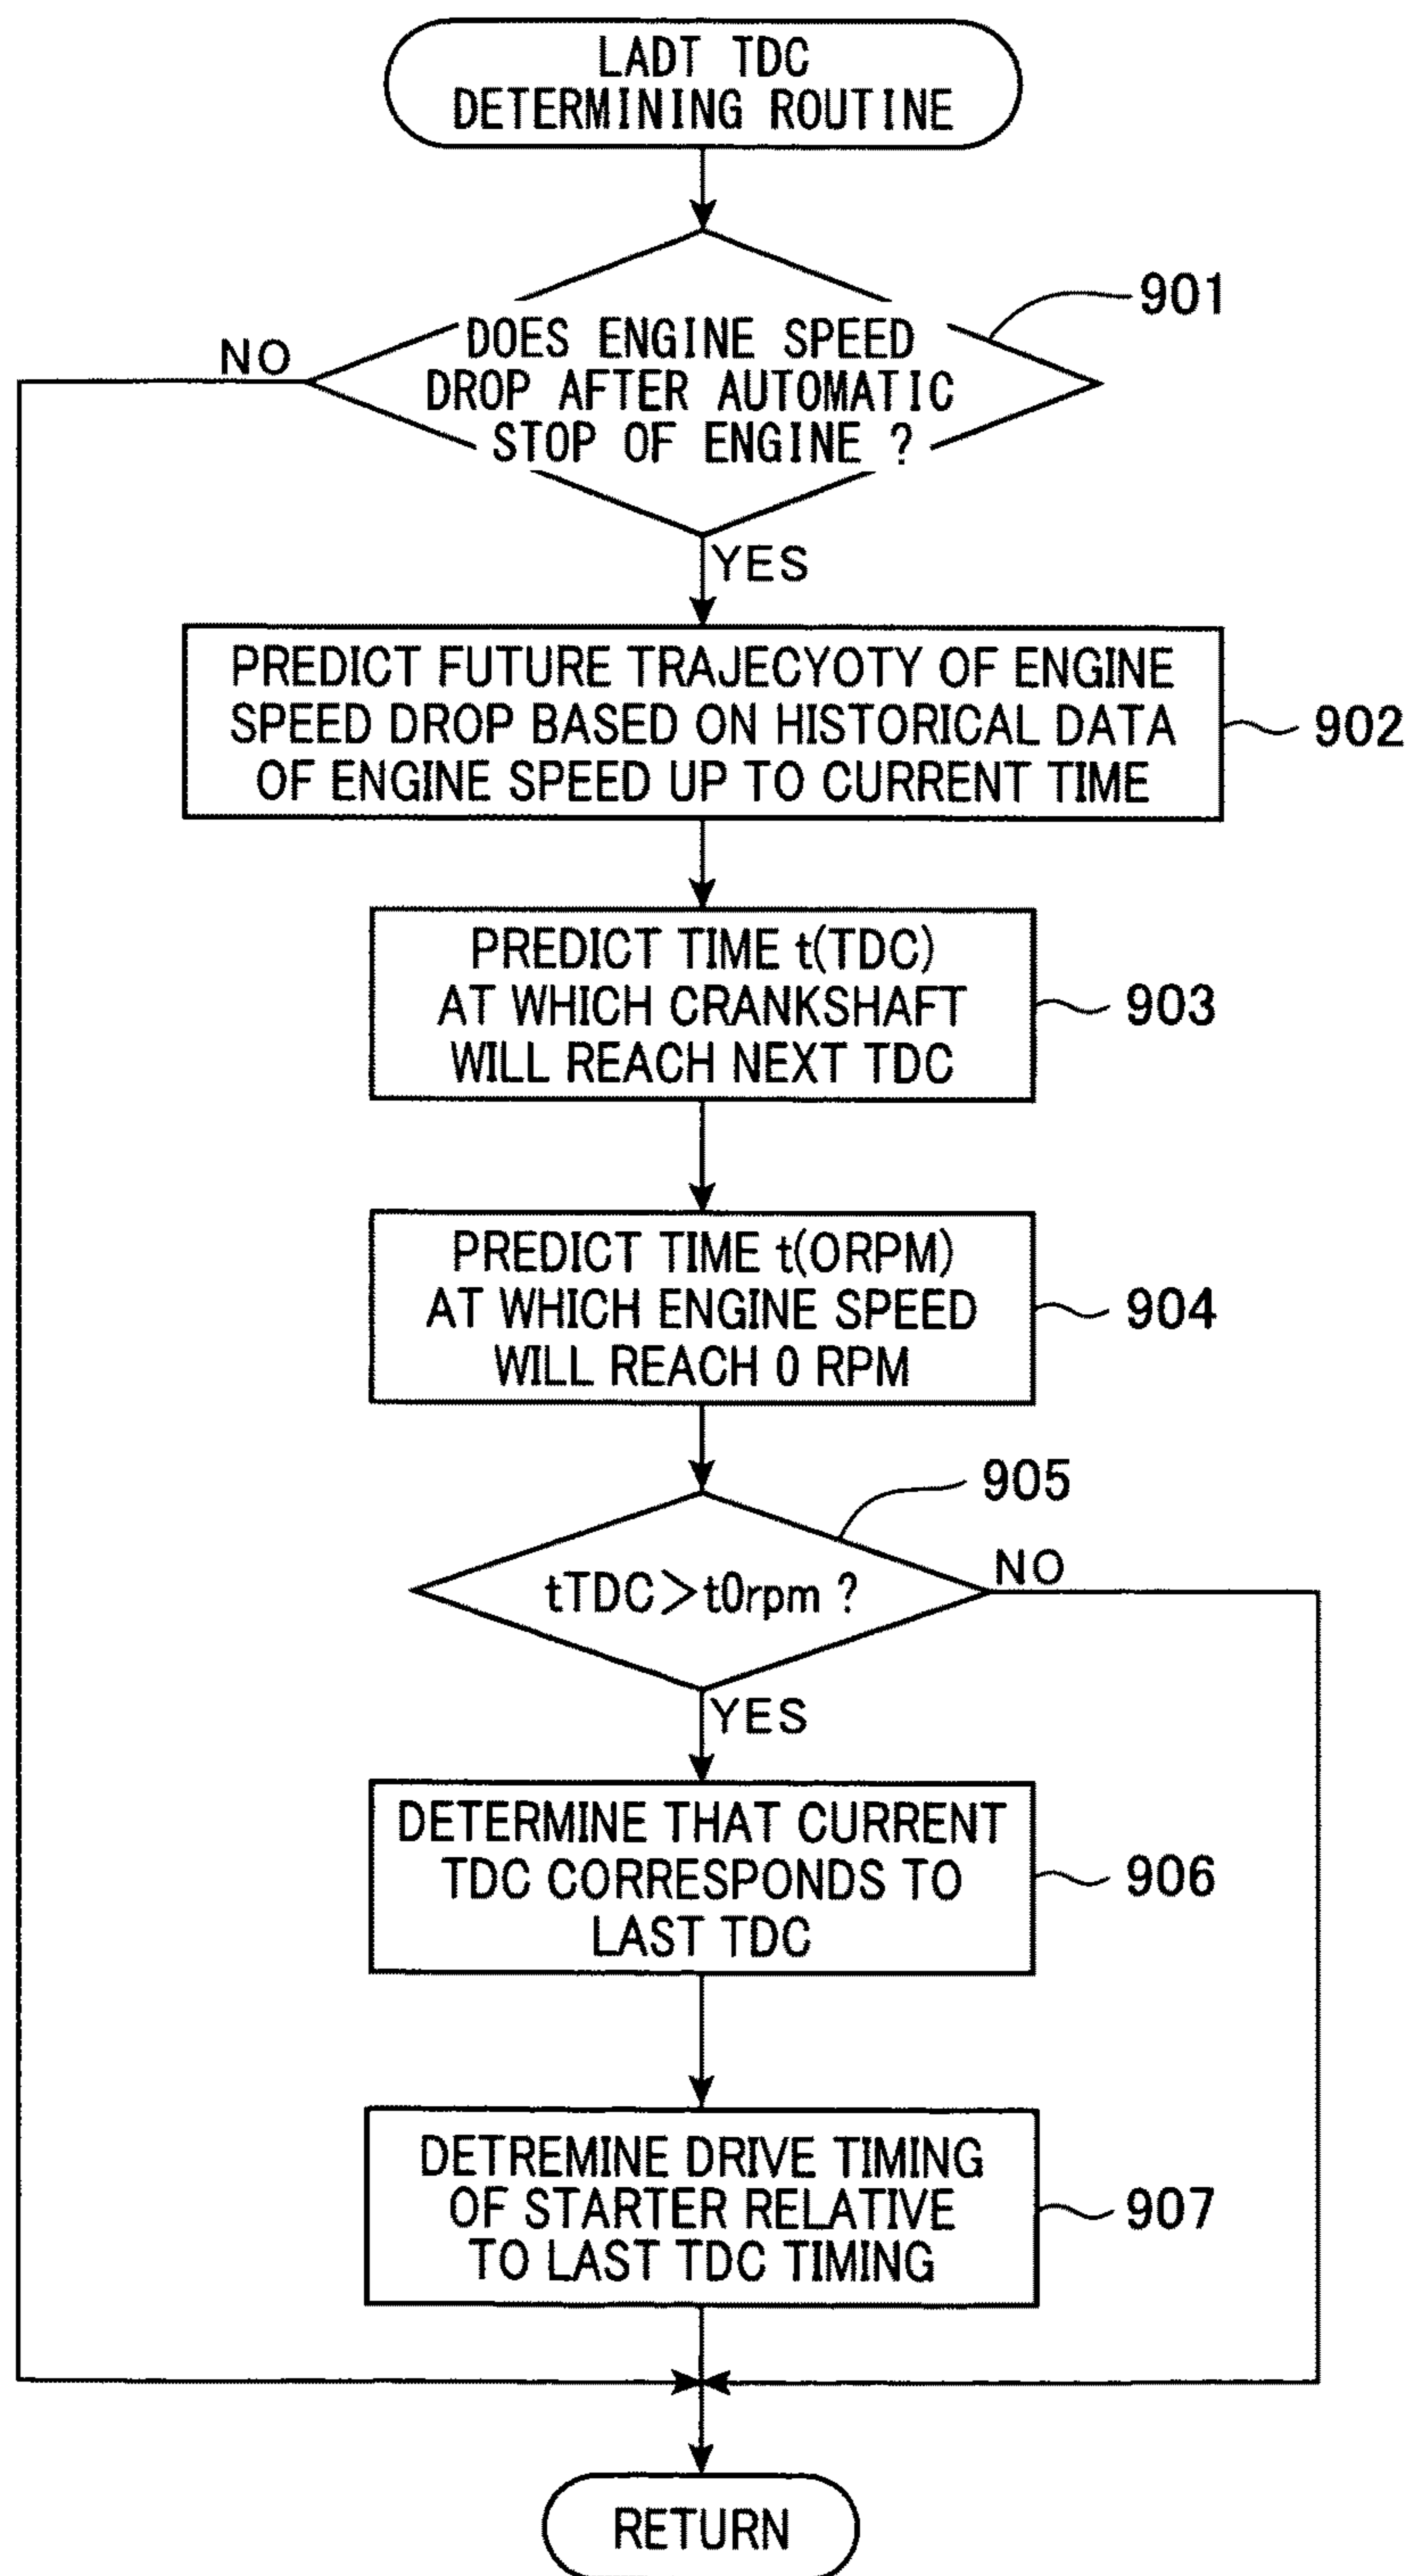 LADT TDC
DETERMINING ROUTINE
901
NO
DOES ENGINE SPEED
DROP AFTER AUTOMATIC
STOP OF ENGINE ?
YES
PREDICT FUTURE TRAJECYOTY OF ENGINE
SPEED DROP BASED ON HISTORICAL DATA
OF ENGINE SPEED UP TO CURRENT TIME
902
PREDICT TIME t(TDC)
AT WHICH CRANKSHAFT
WILL REACH NEXT TDC
903
PREDICT TIME t(0RPM)
AT WHICH ENGINE SPEED
WILL REACH 0 RPM
904
905
tTDC>t0rpm ?
NO
YES
DETERMINE THAT CURRENT
TDC CORRESPONDS TO
LAST TDC
906
DETREMINE DRIVE TIMING
OF STARTER RELATIVE
TO LAST TDC TIMING
907
RETURN